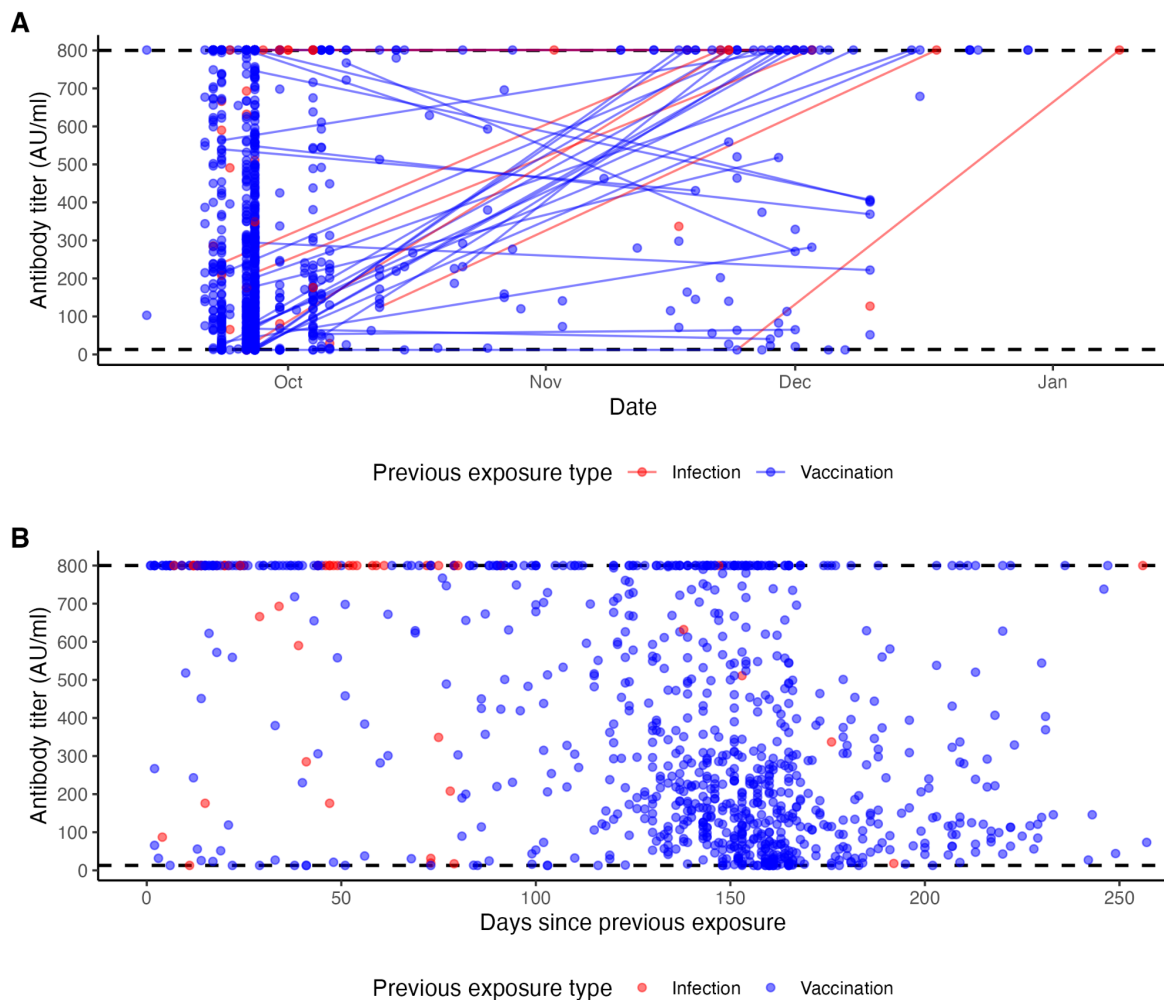 A
Antibody titer (AU/ml)
800
700
600
500
400
300
200
100
0
Oct Nov Dec Jan
Date
Previous exposure type Infection Vaccination
B
Antibody titer (AU/ml)
800
700
600
500
400
300
200
100
0
0 50 100 150 200 250
Days since previous exposure
Previous exposure type Infection Vaccination